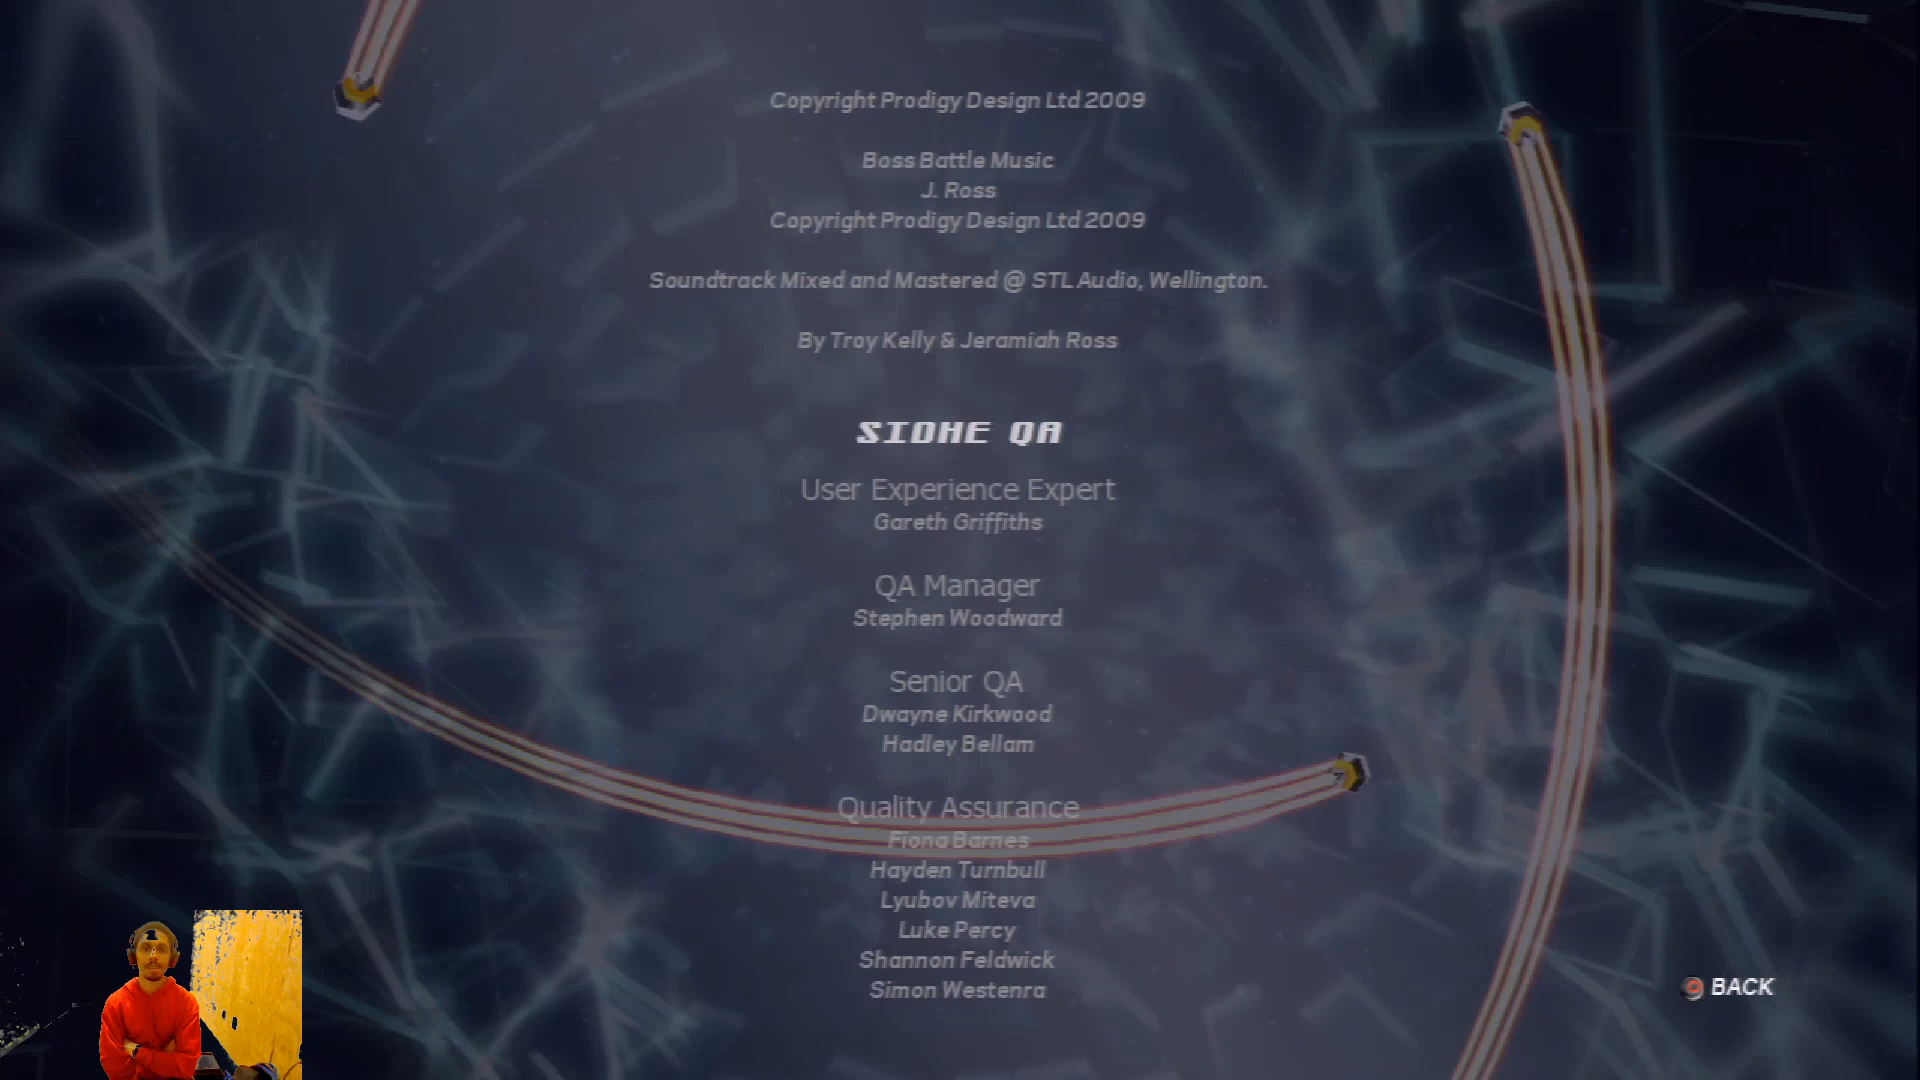 Copyright Prodigy Design Ltd 2009
Boss Battle Music
J. Ross
Copyright Prodigy Design Ltd 2009
Soundtrack Mixed and Mastered @ STL Audio, Wellington.
By Troy Kelly & Jeramiah Ross
SIDHE QA
User Experience Expert
Gareth Griffiths
QA Manager
Stephen Woodward
Senior QA
Dwayne Kirkwood
Hadley Bellam
Quality Assurance
Fiona Barnes
Hayden Turnbull
Lyubov Miteva
Luke Percy
Shannon Feldwick
Simon Westenra
BACK